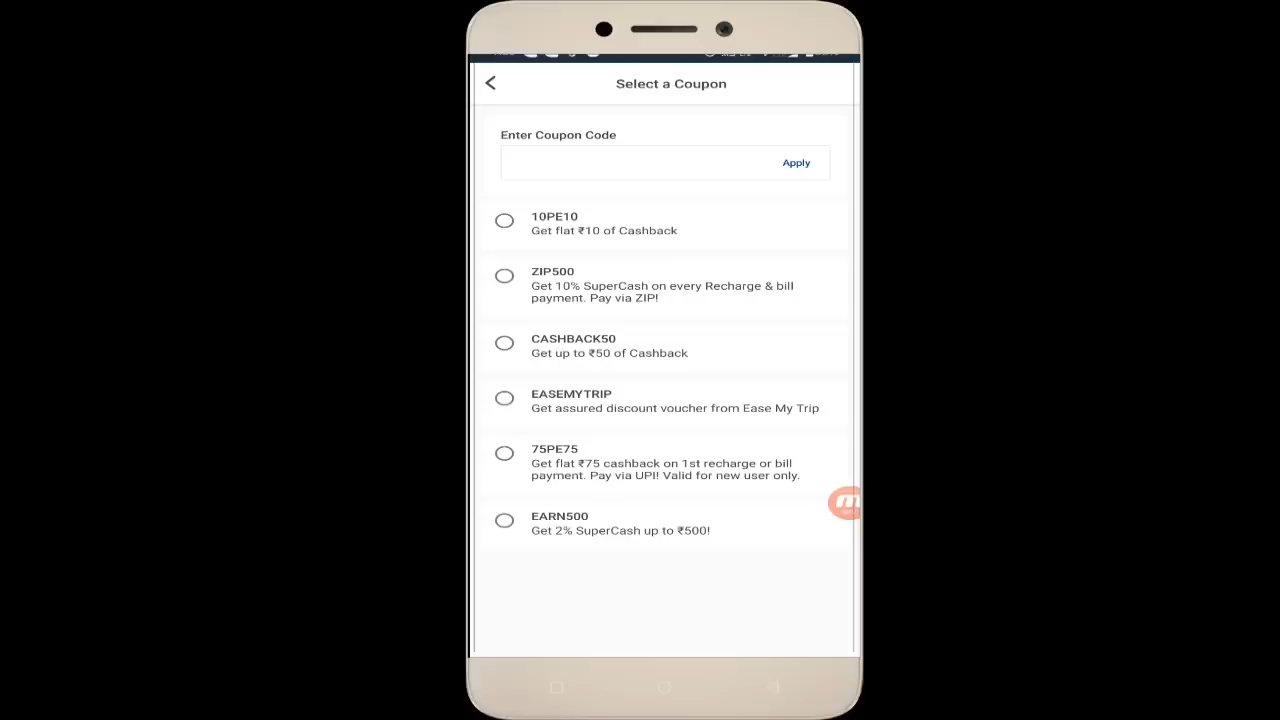 Select a Coupon
Enter Coupon Code
Apply
10PE10
Get flat ₹10 of Cashback
ZIP500
Get 10% SuperCash on every Recharge & bill
payment. Pay via ZIP!
CASHBACK50
Get up to ₹50 of Cashback
EASEMYTRIP
Get assured discount voucher from Ease My Trip
75PE75
Get flat ₹75 cashback on 1st recharge or bill
payment. Pay via UPI! Valid for new user only.
EARN500
Get 2% SuperCash up to ₹500!